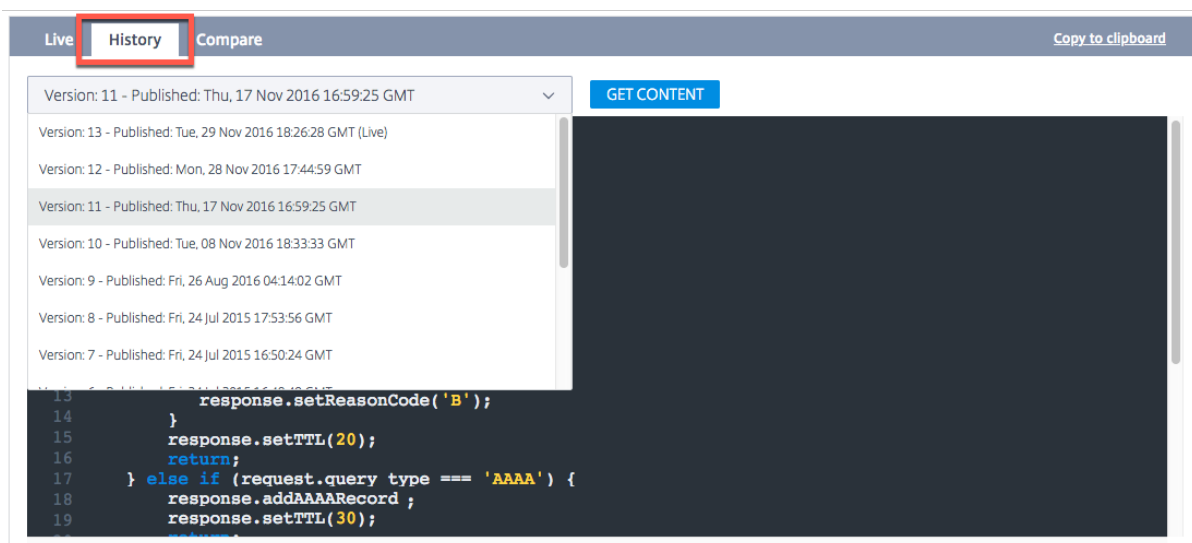 Live History Compare Copy to clipboard
Version: 11 - Published: Thu, 17 Nov 2016 16:59:25 GMT GET CONTENT
Version: 13 - Published: Tue, 29 Nov 2016 18:26:28 GMT (Live)
Version: 12 - Published: Mon, 28 Nov 2016 17:44:59 GMT
Version: 11 - Published: Thu, 17 Nov 2016 16:59:25 GMT
Version: 10 - Published: Tue, 08 Nov 2016 18:33:33 GMT
Version: 9 - Published: Fri, 26 Aug 2016 04:14:02 GMT
Version: 8 - Published: Fri, 24 Jul 2015 17:53:56 GMT
Version: 7 - Published: Fri, 24 Jul 2015 16:50:24 GMT
13 response.setReasonCode('B');
14 }
15 response.setTTL(20);
16 return;
17 } else if (request.query type === 'AAAA') {
18 response.addAAAARecord ;
19 response.setTTL(30);